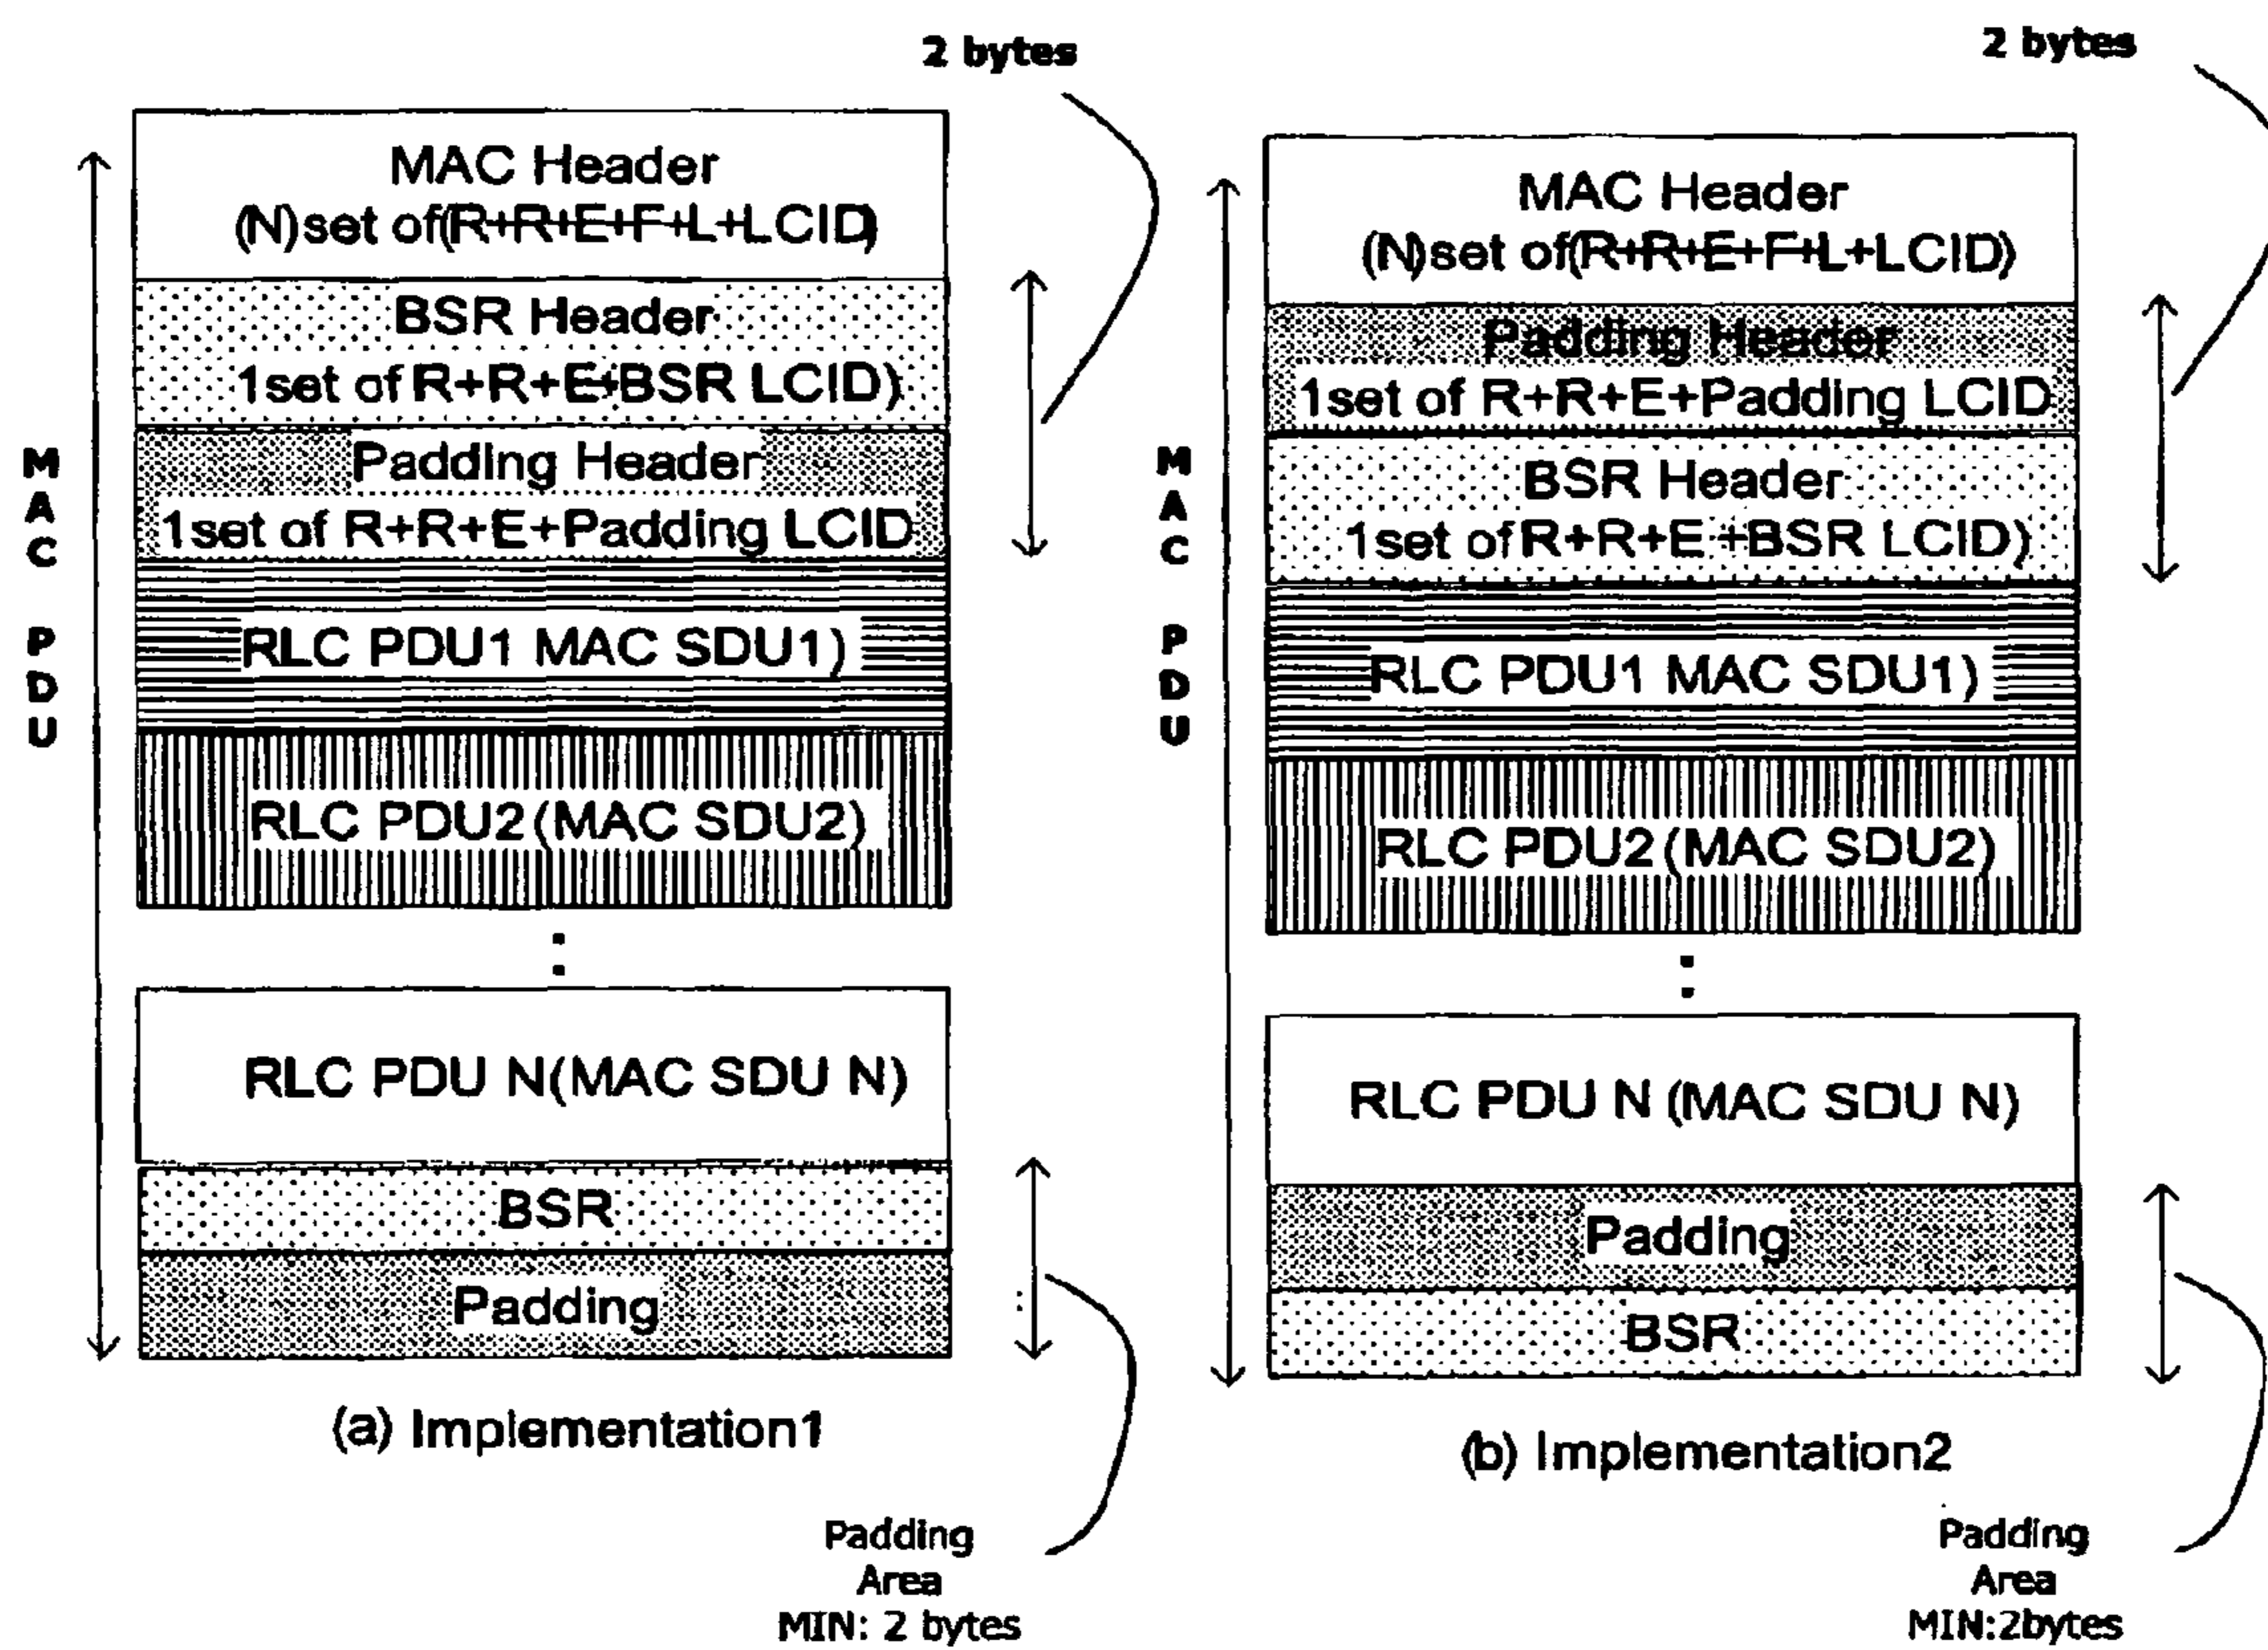 2 bytes
MAC Header
(N)set of(R+R+E+F+L+LCID)
BSR Header
1set of R+R+E+BSR LCID)
Padding Header
1set of R+R+E+Padding LCID
RLC PDU1 MAC SDU1)
RLC PDU2 (MAC SDU2)
:
RLC PDU N(MAC SDU N)
BSR
Padding
MAC PDU
(a) Implementation1
Padding
Area
MIN: 2 bytes
2 bytes
MAC Header
(N)set of(R+R+E+F+L+LCID)
Padding Header
1set of R+R+E+Padding LCID
BSR Header
1set of R+R+E+BSR LCID)
RLC PDU1 MAC SDU1)
RLC PDU2 (MAC SDU2)
:
RLC PDU N (MAC SDU N)
Padding
BSR
MAC PDU
(b) Implementation2
Padding
Area
MIN:2bytes